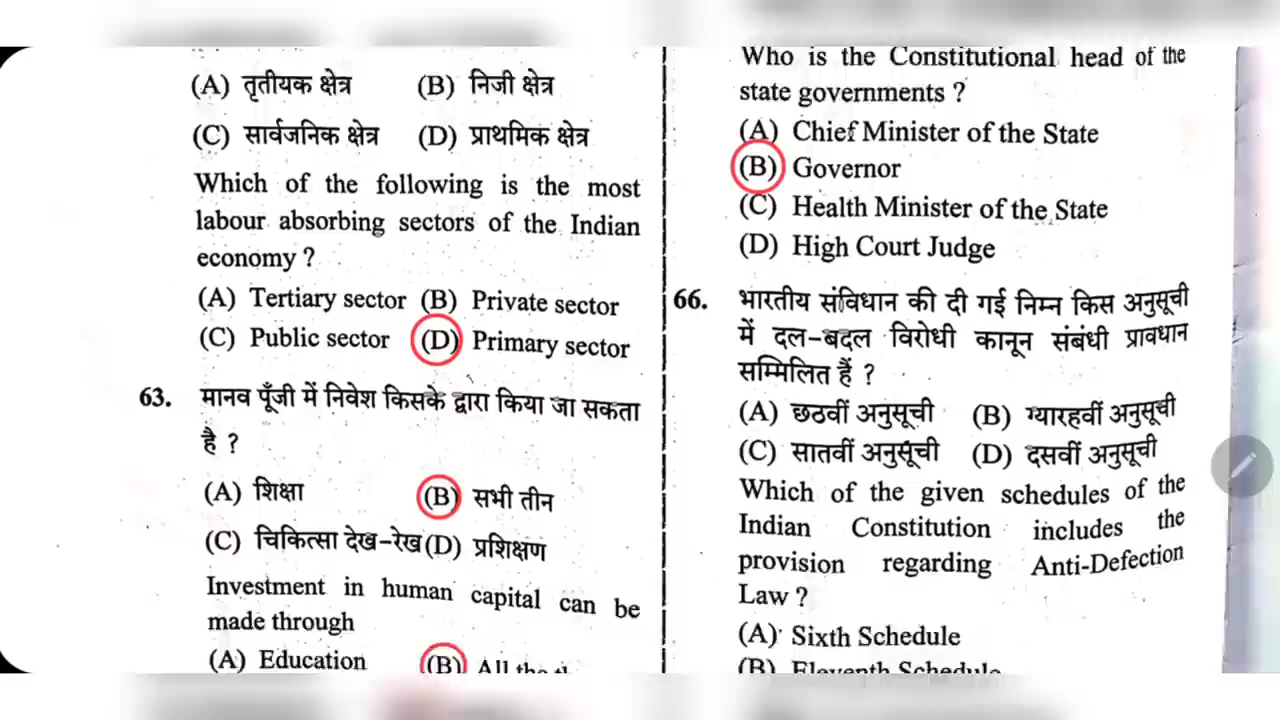 (A) तृतीयक क्षेत्र (B) निजी क्षेत्र
(C) सार्वजनिक क्षेत्र (D) प्राथमिक क्षेत्र
Which of the following is the most
labour absorbing sectors of the Indian
economy ?
(A) Tertiary sector (B) Private sector
(C) Public sector (D) Primary sector
63. मानव पूँजी में निवेश किसके द्वारा किया जा सकता
है ?
(A) शिक्षा (B) सभी तीन
(C) चिकित्सा देख-रेख (D) प्रशिक्षण
Investment in human capital can be
made through
(A) Education (B) All the
Who is the Constitutional head of the
state governments ?
(A) Chief Minister of the State
(B) Governor
(C) Health Minister of the State
(D) High Court Judge
66. भारतीय संविधान की दी गई निम्न किस अनुसूची
में दल-बदल विरोधी कानून संबंधी प्रावधान
सम्मिलित हैं ?
(A) छठवीं अनुसूची (B) ग्यारहवीं अनुसूची
(C) सातवीं अनुसूची (D) दसवीं अनुसूची
Which of the given schedules of the
Indian Constitution includes the
provision regarding Anti-Defection
Law ?
(A) Sixth Schedule
(B) Eleventh Schedule